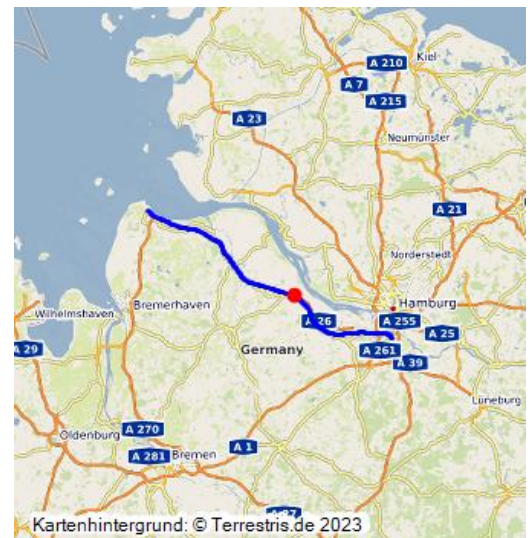 Kiel
A 210
A 7
A 215
A 23
Neumünster
A 21
Norderstedt
Bremerhaven
Hamburg
Wilhelmshaven
A 255
A 26
A 25
A 29
Germany
A 261
A 39
Lüneburg
A 270
Oldenburg
A 1
A 281
Bremen
Kartenhintergrund: © Terrestris.de 2023